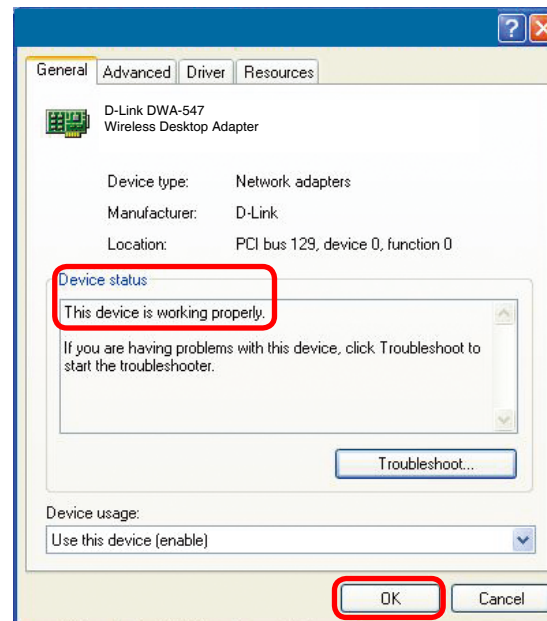 General Advanced Driver Resources
D-Link DWA-547
Wireless Desktop Adapter
Device type: Network adapters
Manufacturer: D-Link
Location: PCI bus 129, device 0, function 0
Device status
This device is working properly.
If you are having problems with this device, click Troubleshoot to
start the troubleshooter.
Troubleshoot...
Device usage:
Use this device (enable)
OK Cancel